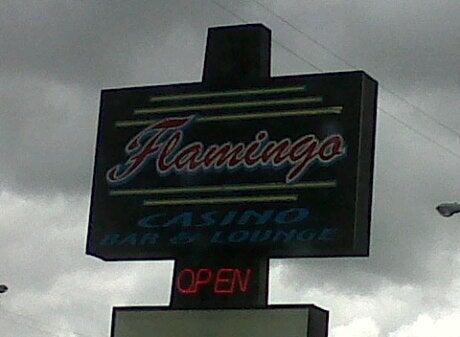 Flamingo
CASINO
BAR & LOUNGE
OPEN